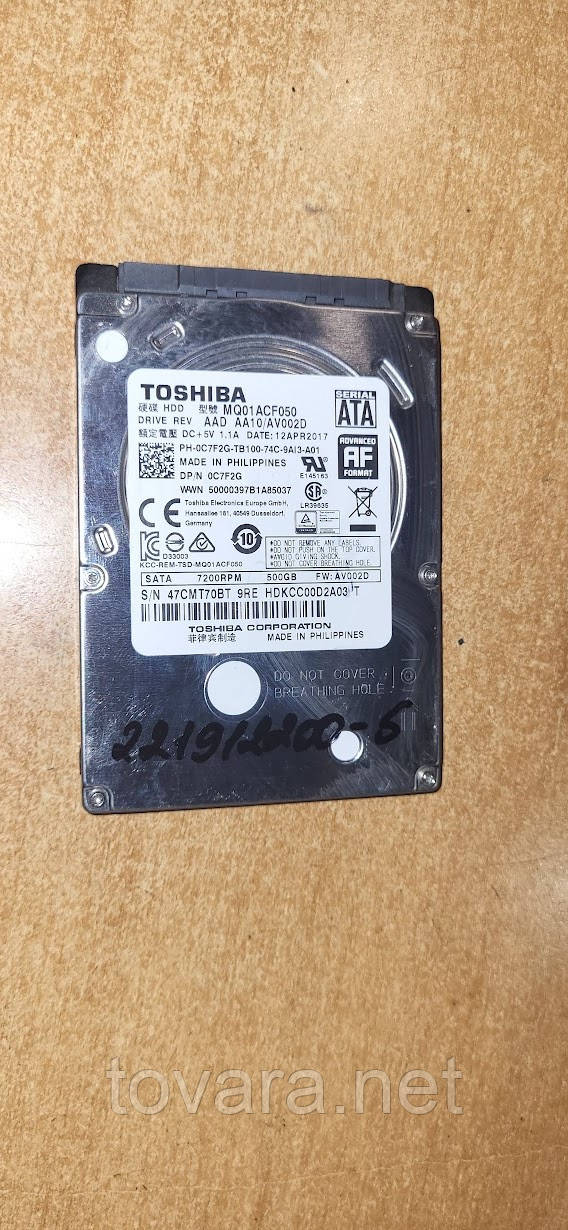 TOSHIBA
硬碟 HDD 型號 MQ01ACF050
DRIVE REV AAD AA10/AV002D
額定電壓 DC+5V 1.1A DATE:12APR2017
SERIAL
ATA
ADVANCED
AF
FORMAT
PH-0C7F2G-TB100-74C-9AI3-A01
MADE IN PHILIPPINES
DP/N 0C7F2G
E145163
WWN 50000397B1A85037
LR39635
Toshiba Electronics Europe GmbH,
Hansaallee 181, 40549 Dusseldorf,
Germany
CE
10
D33003
KCC-REM-TSD-MQ01ACF050
*DO NOT REMOVE ANY LABELS.
*DO NOT PUSH ON THE TOP COVER.
*AVOID GIVING SHOCK.
*DO NOT COVER BREATHING HOLE.
SATA 7200RPM 500GB FW:AV002D
S/N 47CMT70BT 9RE HDKCC00D2A03 T
TOSHIBA CORPORATION
菲律宾制造 MADE IN PHILIPPINES
DO NOT COVER
BREATHING HOLE
tovara.net